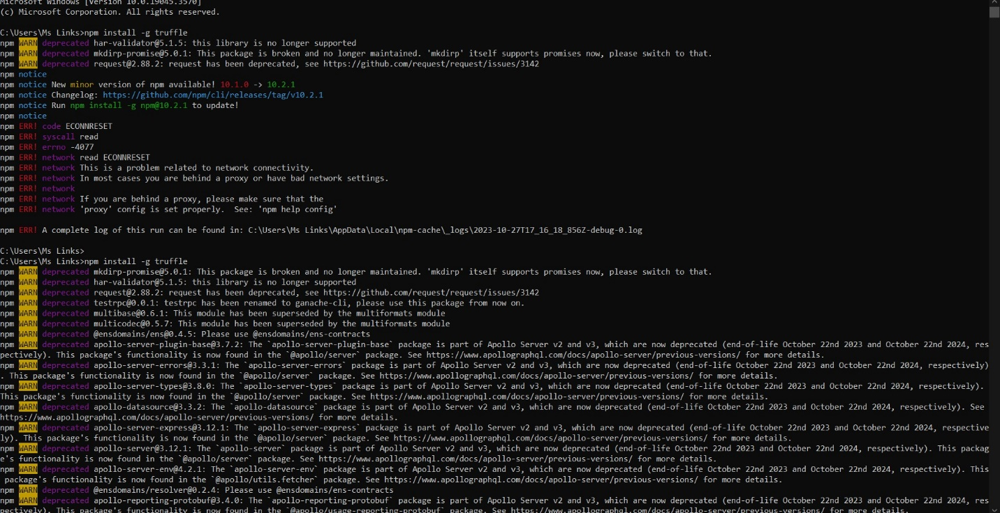 Microsoft Windows [Version 10.0.19045.3570]
(c) Microsoft Corporation. All rights reserved.
C:\Users\Ms Links>npm install -g truffle
npm WARN deprecated har-validator@5.1.5: this library is no longer supported
npm WARN deprecated mkdirp-promise@5.0.1: This package is broken and no longer maintained. 'mkdirp' itself supports promises now, please switch to that.
npm WARN deprecated request@2.88.2: request has been deprecated, see https://github.com/request/request/issues/3142
npm notice
npm notice New minor version of npm available! 10.1.0 -> 10.2.1
npm notice Changelog: https://github.com/npm/cli/releases/tag/v10.2.1
npm notice Run npm install -g npm@10.2.1 to update!
npm notice
npm ERR! code ECONNRESET
npm ERR! syscall read
npm ERR! errno -4077
npm ERR! network read ECONNRESET
npm ERR! network This is a problem related to network connectivity.
npm ERR! network In most cases you are behind a proxy or have bad network settings.
npm ERR! network
npm ERR! network If you are behind a proxy, please make sure that the
npm ERR! network 'proxy' config is set properly.  See: 'npm help config'
npm ERR! A complete log of this run can be found in: C:\Users\Ms Links\AppData\Local\npm-cache\_logs\2023-10-27T17_16_18_856Z-debug-0.log
C:\Users\Ms Links>
C:\Users\Ms Links>npm install -g truffle
npm WARN deprecated mkdirp-promise@5.0.1: This package is broken and no longer maintained. 'mkdirp' itself supports promises now, please switch to that.
npm WARN deprecated har-validator@5.1.5: this library is no longer supported
npm WARN deprecated request@2.88.2: request has been deprecated, see https://github.com/request/request/issues/3142
npm WARN deprecated testrpc@0.0.1: testrpc has been renamed to ganache-cli, please use this package from now on.
npm WARN deprecated multibase@0.6.1: This module has been superseded by the multiformats module
npm WARN deprecated multicodec@0.5.7: This module has been superseded by the multiformats module
npm WARN deprecated @ensdomains/ens@0.4.5: Please use @ensdomains/ens-contracts
npm WARN deprecated apollo-server-plugin-base@3.7.2: The `apollo-server-plugin-base` package is part of Apollo Server v2 and v3, which are now deprecated (end-of-life October 22nd 2023 and October 22nd 2024, res
pectively). This package's functionality is now found in the `@apollo/server` package. See https://www.apollographql.com/docs/apollo-server/previous-versions/ for more details.
npm WARN deprecated apollo-server-errors@3.3.1: The `apollo-server-errors` package is part of Apollo Server v2 and v3, which are now deprecated (end-of-life October 22nd 2023 and October 22nd 2024, respectively)
. This package's functionality is now found in the `@apollo/server` package. See https://www.apollographql.com/docs/apollo-server/previous-versions/ for more details.
npm WARN deprecated apollo-server-types@3.8.0: The `apollo-server-types` package is part of Apollo Server v2 and v3, which are now deprecated (end-of-life October 22nd 2023 and October 22nd 2024, respectively).
This package's functionality is now found in the `@apollo/server` package. See https://www.apollographql.com/docs/apollo-server/previous-versions/ for more details.
npm WARN deprecated apollo-datasource@3.3.2: The `apollo-datasource` package is part of Apollo Server v2 and v3, which are now deprecated (end-of-life October 22nd 2023 and October 22nd 2024, respectively). See
https://www.apollographql.com/docs/apollo-server/previous-versions/ for more details.
npm WARN deprecated apollo-server-express@3.12.1: The `apollo-server-express` package is part of Apollo Server v2 and v3, which are now deprecated (end-of-life October 22nd 2023 and October 22nd 2024, respective
ly). This package's functionality is now found in the `@apollo/server` package. See https://www.apollographql.com/docs/apollo-server/previous-versions/ for more details.
npm WARN deprecated apollo-server@3.12.1: The `apollo-server` package is part of Apollo Server v2 and v3, which are now deprecated (end-of-life October 22nd 2023 and October 22nd 2024, respectively). This packag
e's functionality is now found in the `@apollo/server` package. See https://www.apollographql.com/docs/apollo-server/previous-versions/ for more details.
npm WARN deprecated apollo-server-env@4.2.1: The `apollo-server-env` package is part of Apollo Server v2 and v3, which are now deprecated (end-of-life October 22nd 2023 and October 22nd 2024, respectively). This
package's functionality is now found in the `@apollo/utils.fetcher` package. See https://www.apollographql.com/docs/apollo-server/previous-versions/ for more details.
npm WARN deprecated @ensdomains/resolver@0.2.4: Please use @ensdomains/ens-contracts
npm WARN deprecated apollo-reporting-protobuf@3.4.0: The `apollo-reporting-protobuf` package is part of Apollo Server v2 and v3, which are now deprecated (end-of-life October 22nd 2023 and October 22nd 2024, res
pectively). This package's functionality is now found in the `@apollo/usage-reporting-protobuf` package. See https://www.apollographql.com/docs/apollo-server/previous-versions/ for more details.